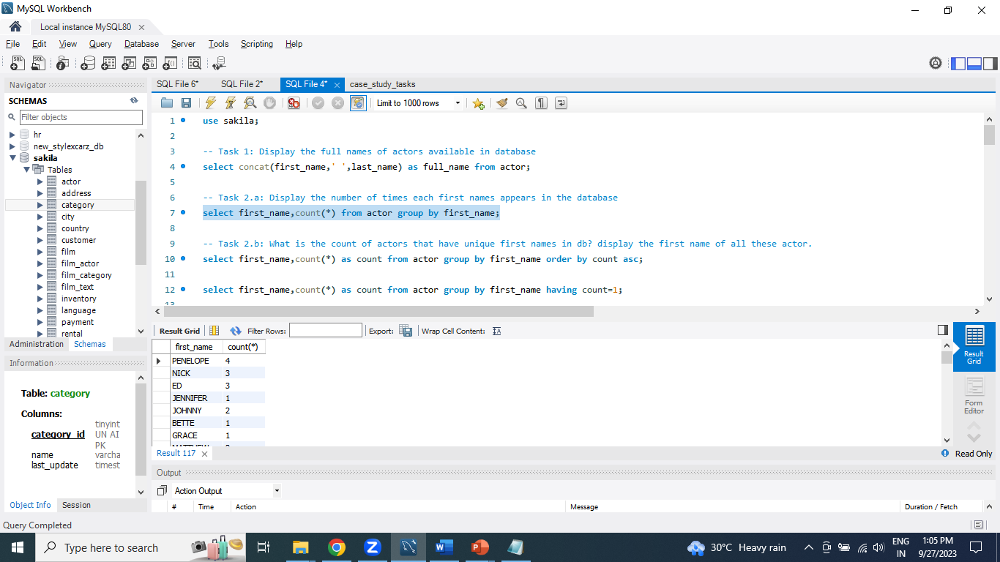 MySQL Workbench
Local instance MySQL80
File Edit View Query Database Server Tools Scripting Help
Navigator
SCHEMAS
Filter objects
hr
new_stylexcarz_db
sakila
Tables
actor
address
category
city
country
customer
film
film_actor
film_category
film_text
inventory
language
payment
rental
Administration Schemas
Information
Table: category
Columns:
category_id tinyint UN AI PK
name varcha
last_update timest
Object Info Session
SQL File 6* SQL File 2* SQL File 4* case_study_tasks
Limit to 1000 rows
1 use sakila;
2
3 -- Task 1: Display the full names of actors available in database
4 select concat(first_name,' ',last_name) as full_name from actor;
5
6 -- Task 2.a: Display the number of times each first names appears in the database
7 select first_name,count(*) from actor group by first_name;
8
9 -- Task 2.b: What is the count of actors that have unique first names in db? display the first name of all these actor.
10 select first_name,count(*) as count from actor group by first_name order by count asc;
11
12 select first_name,count(*) as count from actor group by first_name having count=1;
13
Result Grid Filter Rows: Export: Wrap Cell Content:
first_name count(*)
PENELOPE 4
NICK 3
ED 3
JENNIFER 1
JOHNNY 2
BETTE 1
GRACE 1
MATTHEW
Result Grid
Form Editor
Result 117
Read Only
Output
Action Output
# Time Action Message Duration / Fetch
Query Completed
Type here to search
30°C Heavy rain
ENG
IN
1:05 PM
9/27/2023